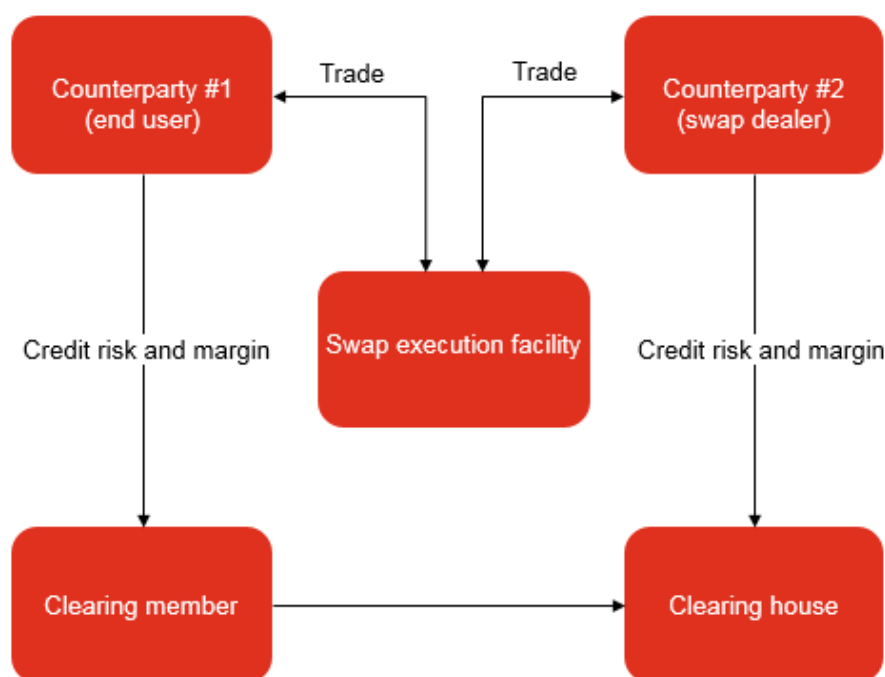 Trade
Trade
Counterparty #1
(end user)
Counterparty #2
(swap dealer)
Swap execution facility
Credit risk and margin
Credit risk and margin
Clearing member
Clearing house